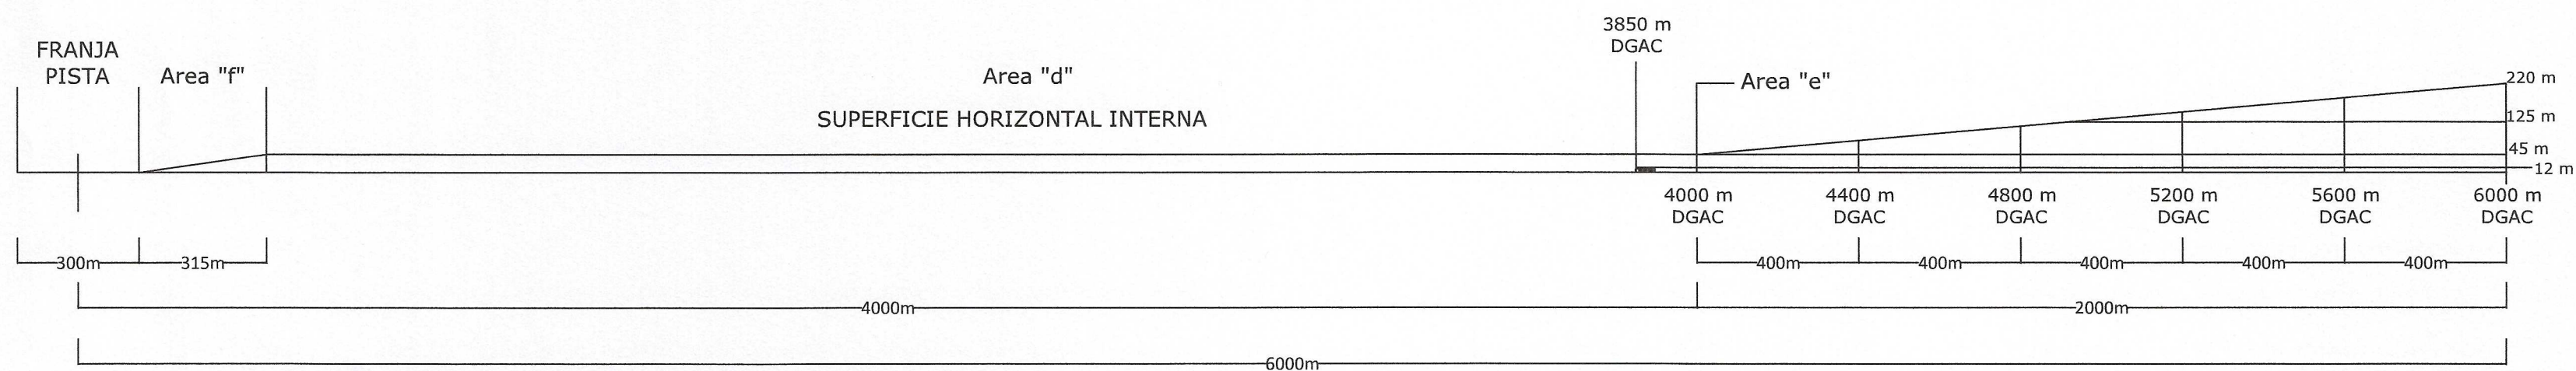 3850 m
DGAC
FRANJA
PISTA
Area "f"
Area "d"
Area "e"
SUPERFICIE HORIZONTAL INTERNA
220 m
125 m
45 m
12 m
4000 m
DGAC
4400 m
DGAC
4800 m
DGAC
5200 m
DGAC
5600 m
DGAC
6000 m
DGAC
300m
315m
400m
400m
400m
400m
400m
4000m
2000m
6000m